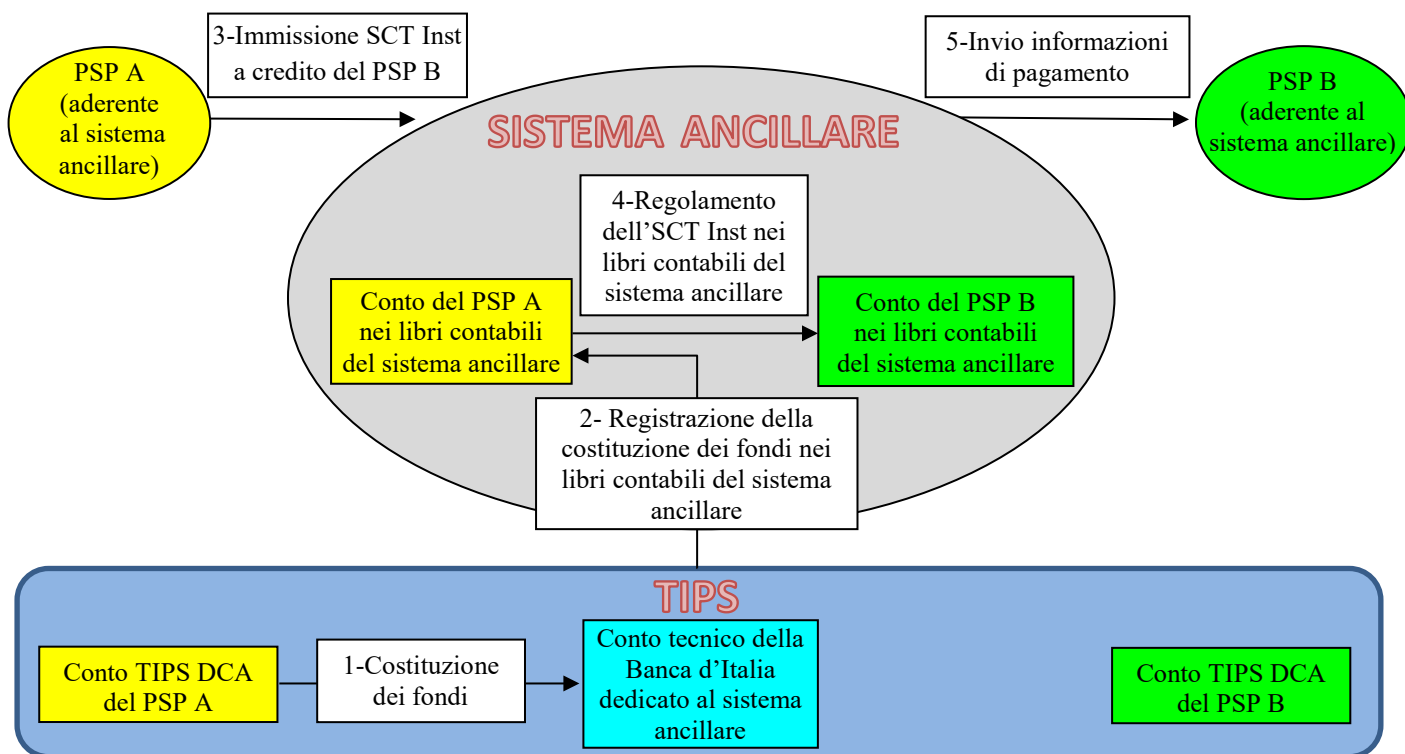 3-Immissione SCT Inst
a credito del PSP B
5-Invio informazioni
di pagamento
PSP A
(aderente
al sistema
ancillare)
PSP B
(aderente al
sistema ancillare)
SISTEMA ANCILLARE
4-Regolamento
dell’SCT Inst nei
libri contabili del
sistema ancillare
Conto del PSP A
nei libri contabili
del sistema ancillare
Conto del PSP B
nei libri contabili
del sistema ancillare
2- Registrazione della
costituzione dei fondi nei
libri contabili del sistema
ancillare
TIPS
Conto TIPS DCA
del PSP A
1-Costituzione
dei fondi
Conto tecnico della
Banca d’Italia
dedicato al sistema
ancillare
Conto TIPS DCA
del PSP B